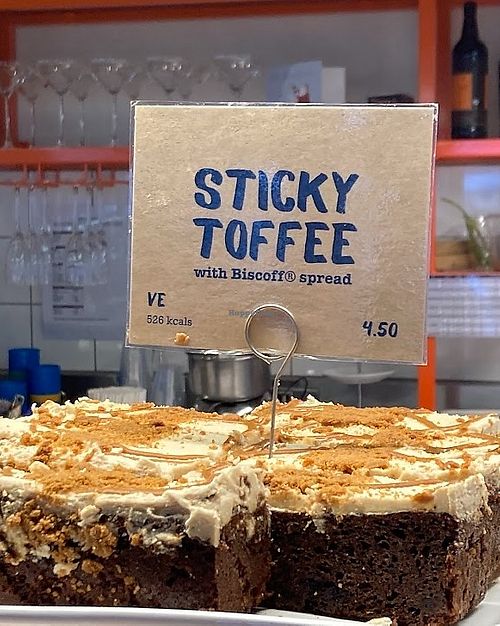 STICKY
TOFFEE
with Biscoff® spread
VE
526 kcals
4.50